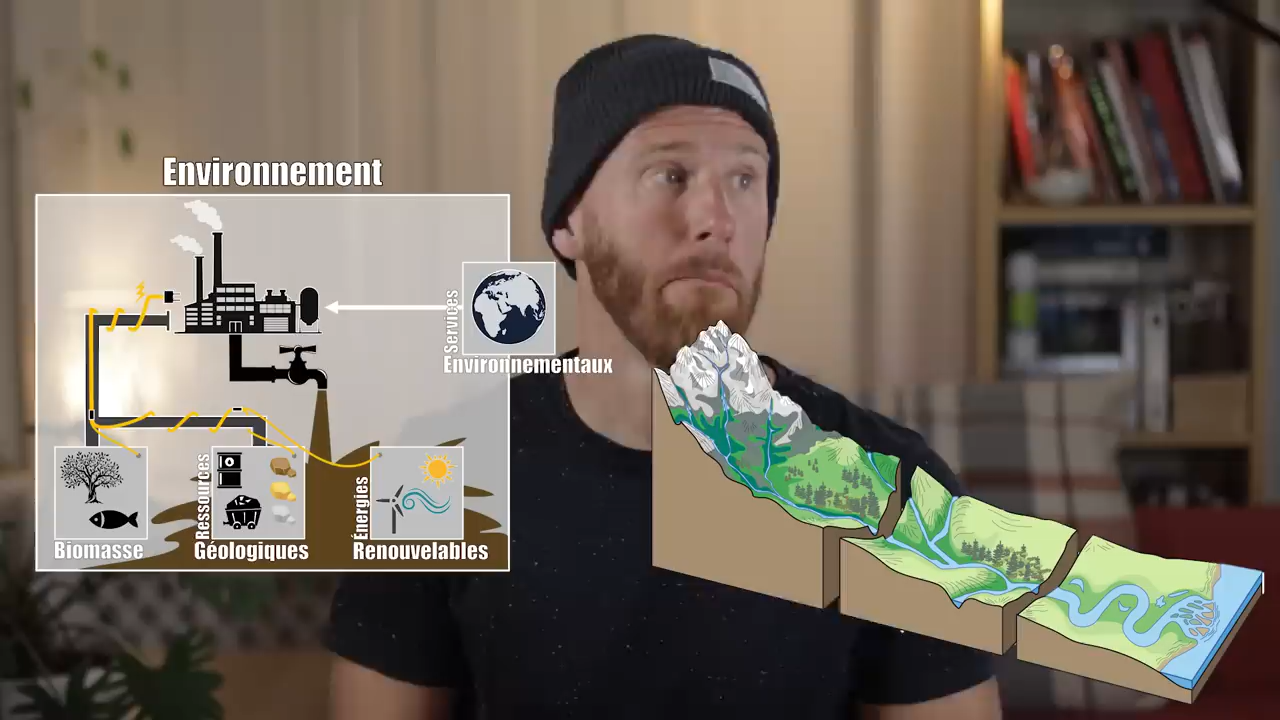 Environnement
Services
Environnementaux
Biomasse
Ressources
Géologiques
Énergies
Renouvelables